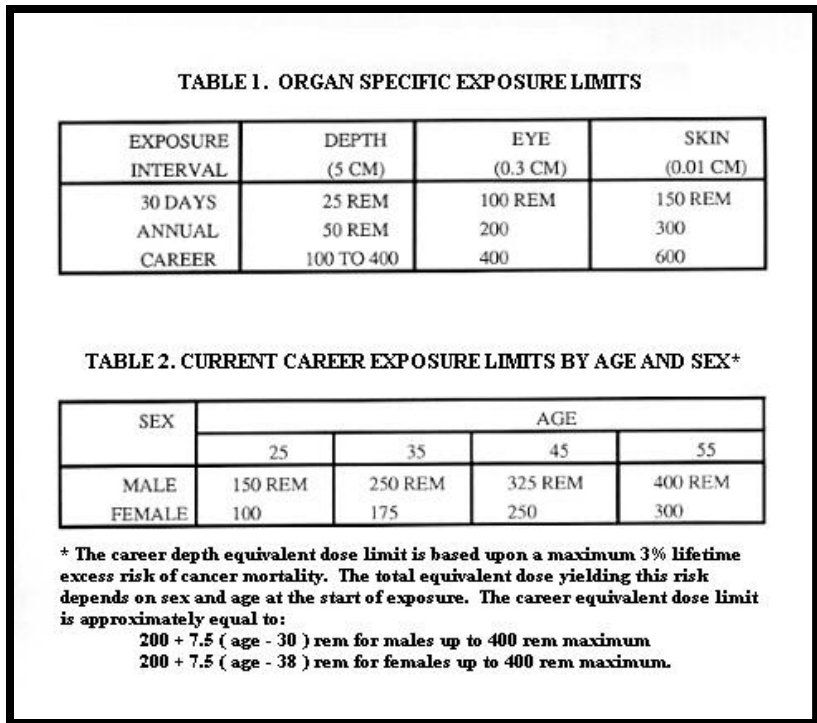 TABLE 1. ORGAN SPECIFIC EXPOSURE LIMITS
EXPOSURE DEPTH EYE SKIN
INTERVAL (5 CM) (0.3 CM) (0.01 CM)
30 DAYS 25 REM 100 REM 150 REM
ANNUAL 50 REM 200 300
CAREER 100 TO 400 400 600
TABLE 2. CURRENT CAREER EXPOSURE LIMITS BY AGE AND SEX*
SEX AGE
25 35 45 55
MALE 150 REM 250 REM 325 REM 400 REM
FEMALE 100 175 250 300
* The career depth equivalent dose limit is based upon a maximum 3% lifetime
excess risk of cancer mortality. The total equivalent dose yielding this risk
depends on sex and age at the start of exposure. The career equivalent dose limit
is approximately equal to:
200 + 7.5 ( age - 30 ) rem for males up to 400 rem maximum
200 + 7.5 ( age - 38 ) rem for females up to 400 rem maximum.